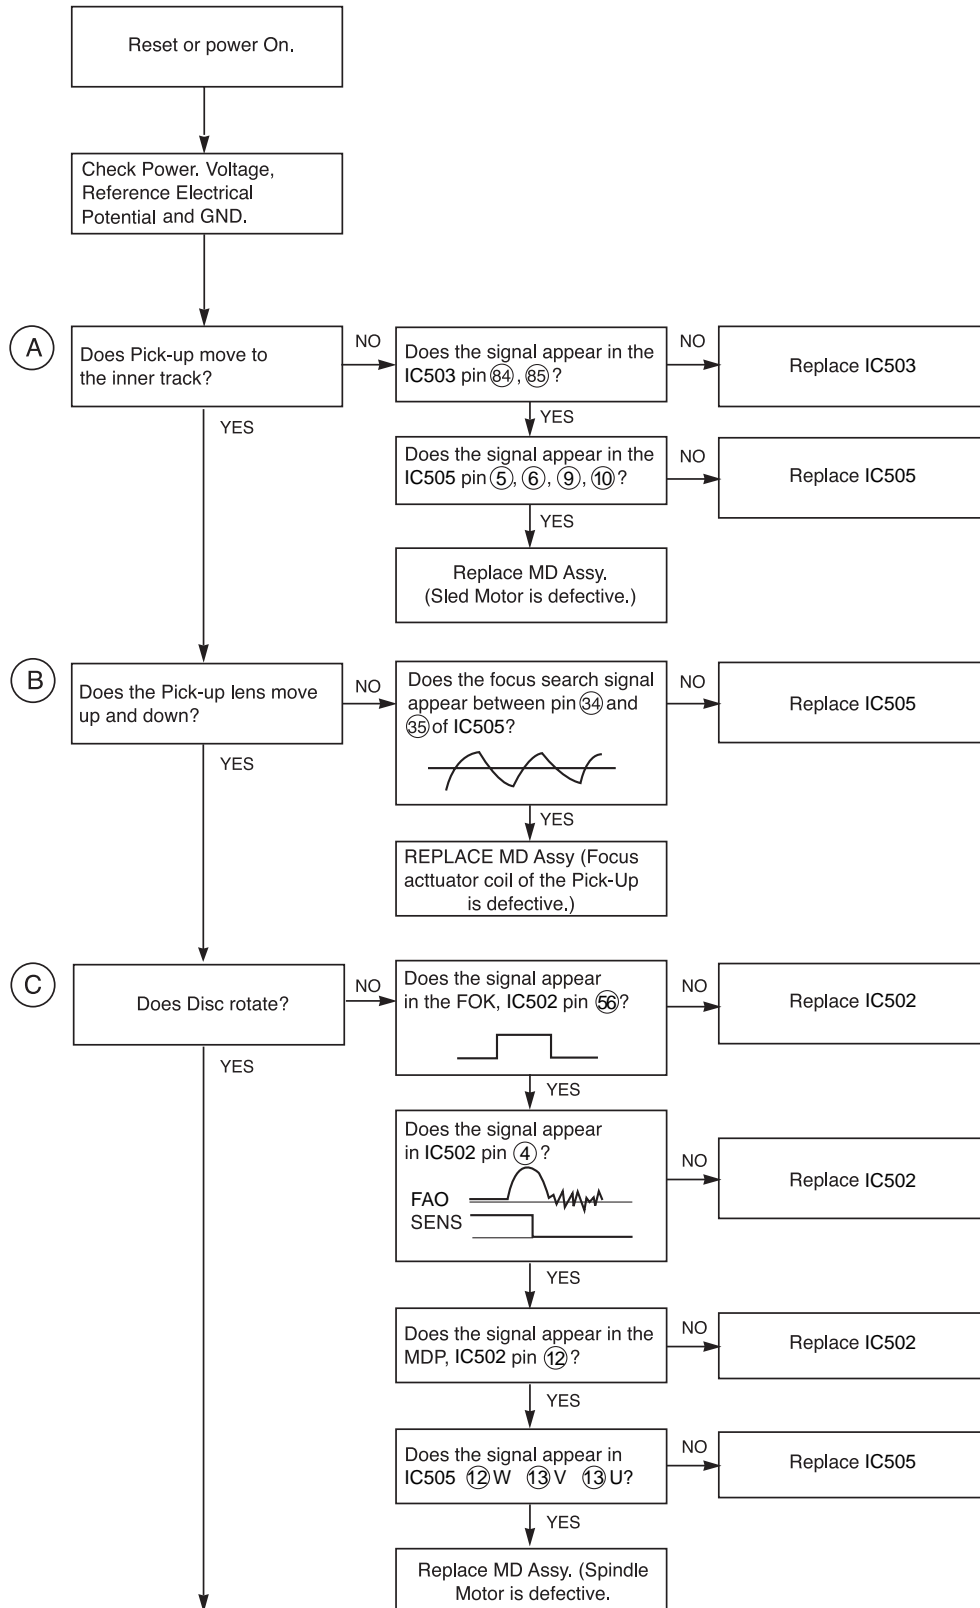 Reset or power On.
Check Power. Voltage,
Reference Electrical
Potential and GND.
A
Does Pick-up move to
the inner track?
NO
Does the signal appear in the
IC503 pin 84 , 85 ?
NO
Replace IC503
YES
YES
Does the signal appear in the
IC505 pin 5 , 6 , 9 , 10 ?
NO
Replace IC505
YES
Replace MD Assy.
(Sled Motor is defective.)
B
Does the Pick-up lens move
up and down?
NO
Does the focus search signal
appear between pin 34 and
35 of IC505?
NO
Replace IC505
YES
YES
REPLACE MD Assy (Focus
acttuator coil of the Pick-Up
is defective.)
C
Does Disc rotate?
NO
Does the signal appear
in the FOK, IC502 pin 56 ?
NO
Replace IC502
YES
YES
Does the signal appear
in IC502 pin 4 ?
FAO
SENS
NO
Replace IC502
YES
Does the signal appear in the
MDP, IC502 pin 12 ?
NO
Replace IC502
YES
Does the signal appear in
IC505 12 W 13 V 13 U?
NO
Replace IC505
YES
Replace MD Assy. (Spindle
Motor is defective.